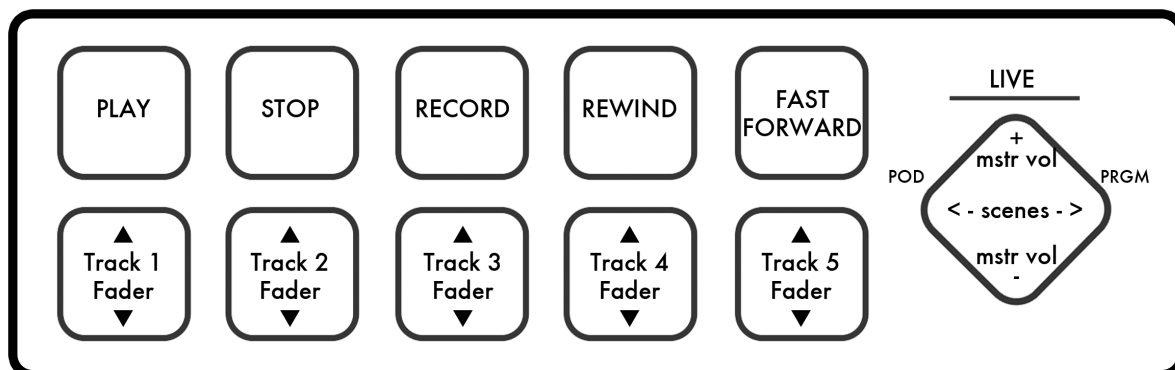 PLAY
STOP
RECORD
REWIND
FAST
FORWARD
LIVE
+
mstr vol
POD
PRGM
< - scenes - >
mstr vol
-
▲
Track 1
Fader
▼
▲
Track 2
Fader
▼
▲
Track 3
Fader
▼
▲
Track 4
Fader
▼
▲
Track 5
Fader
▼